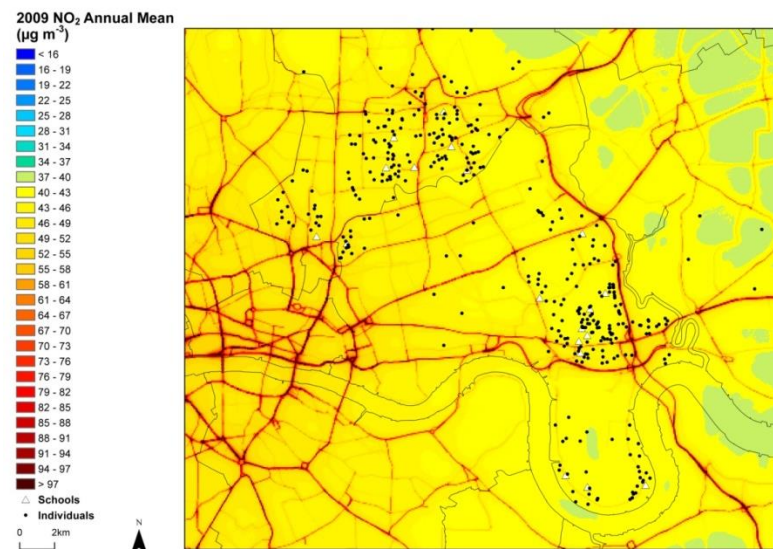 2009 NO₂ Annual Mean
(µg m⁻³)
< 16
16 - 19
19 - 22
22 - 25
25 - 28
28 - 31
31 - 34
34 - 37
37 - 40
40 - 43
43 - 46
46 - 49
49 - 52
52 - 55
55 - 58
58 - 61
61 - 64
64 - 67
67 - 70
70 - 73
73 - 76
76 - 79
79 - 82
82 - 85
85 - 88
88 - 91
91 - 94
94 - 97
> 97
Schools
Individuals
0 2km
N